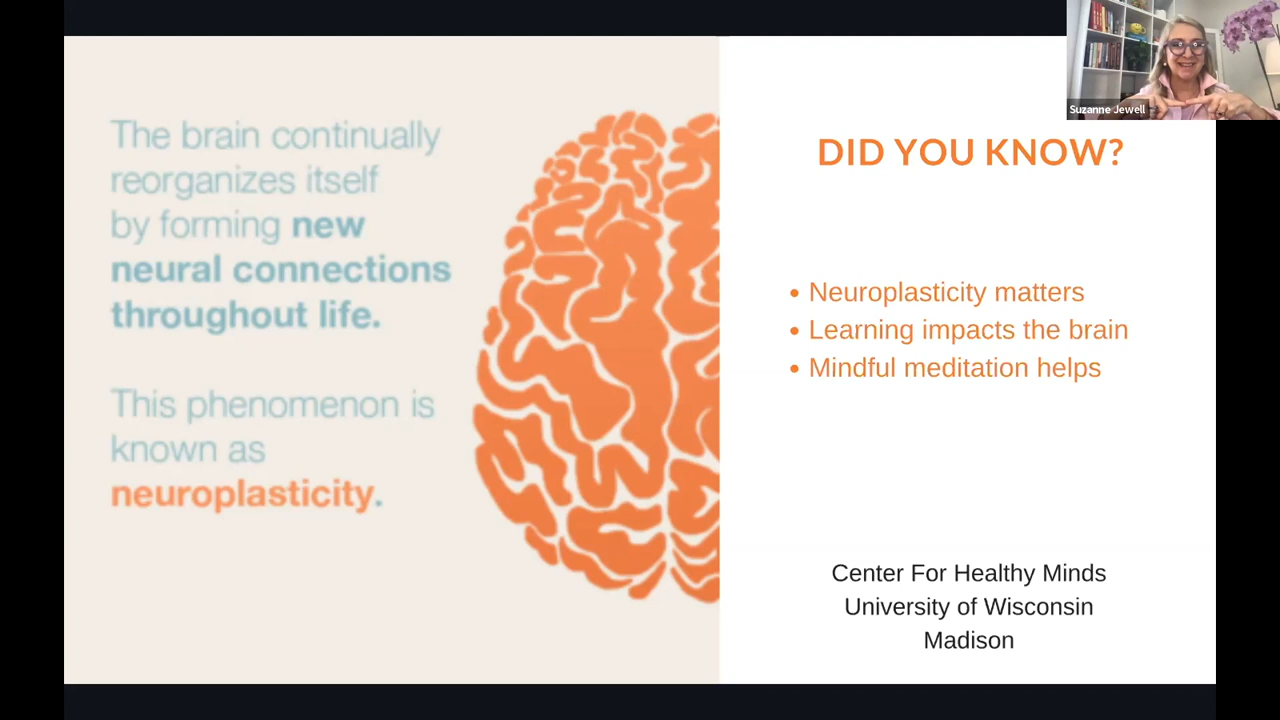 The brain continually
reorganizes itself
by forming new
neural connections
throughout life.
This phenomenon is
known as
neuroplasticity.
DID YOU KNOW?
• Neuroplasticity matters
• Learning impacts the brain
• Mindful meditation helps
Center For Healthy Minds
University of Wisconsin
Madison
Suzanne Jewell